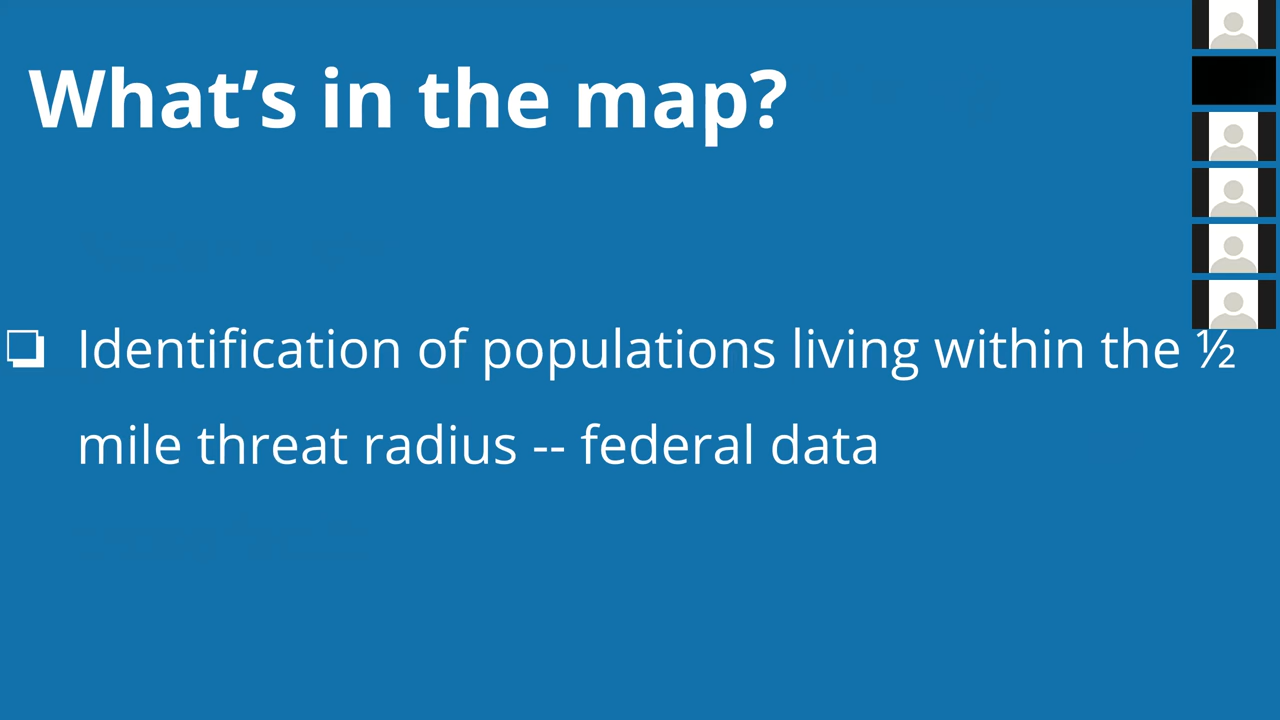 What’s in the map?
❏ Identification of populations living within the ½
mile threat radius -- federal data